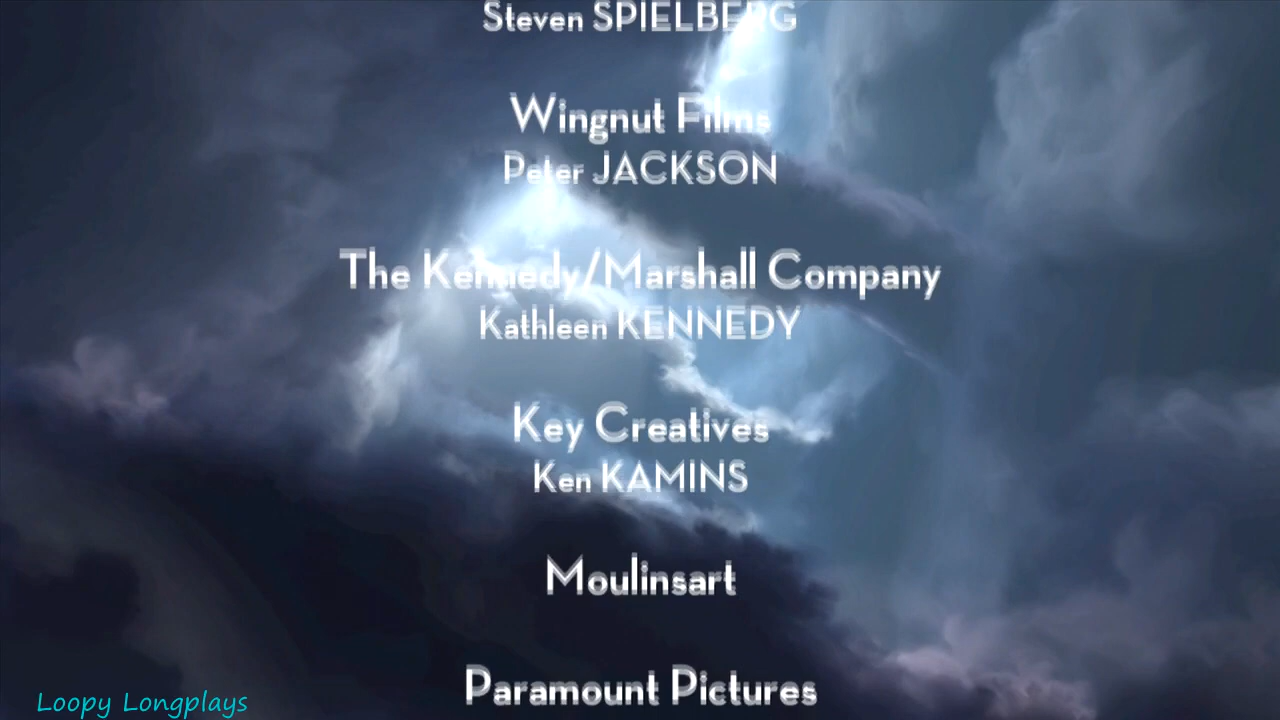 Steven SPIELBERG
Wingnut Films
Peter JACKSON
The Kennedy/Marshall Company
Kathleen KENNEDY
Key Creatives
Ken KAMINS
Moulinsart
Paramount Pictures
Loopy Longplays